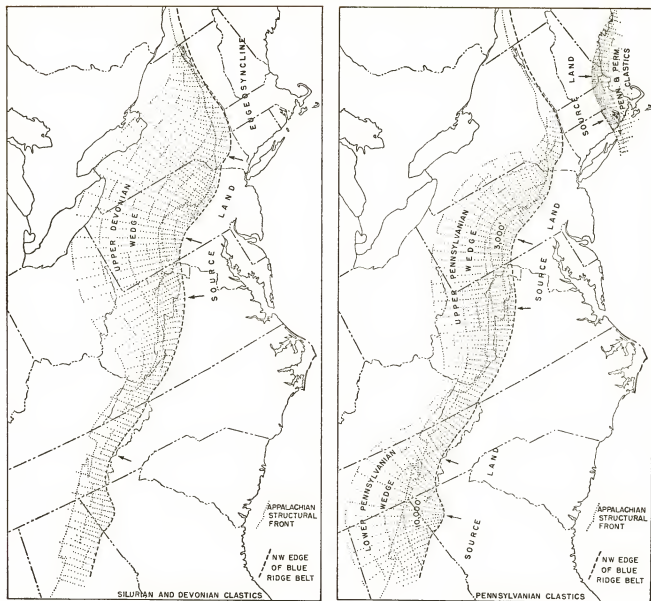 EUGEOSYNCLINE
UPPER DEVONIAN
WEDGE
SOURCE LAND
APPALACHIAN
STRUCTURAL
FRONT
NW EDGE
OF BLUE
RIDGE BELT
SILURIAN AND DEVONIAN CLASTICS
SOURCE LAND
PENN. & PERM.
CLASTICS
UPPER PENNSYLVANIAN
WEDGE
3,000'
SOURCE LAND
LOWER PENNSYLVANIAN
WEDGE
10,000'
SOURCE LAND
APPALACHIAN
STRUCTURAL
FRONT
NW EDGE
OF BLUE
RIDGE BELT
PENNSYLVANIAN CLASTICS